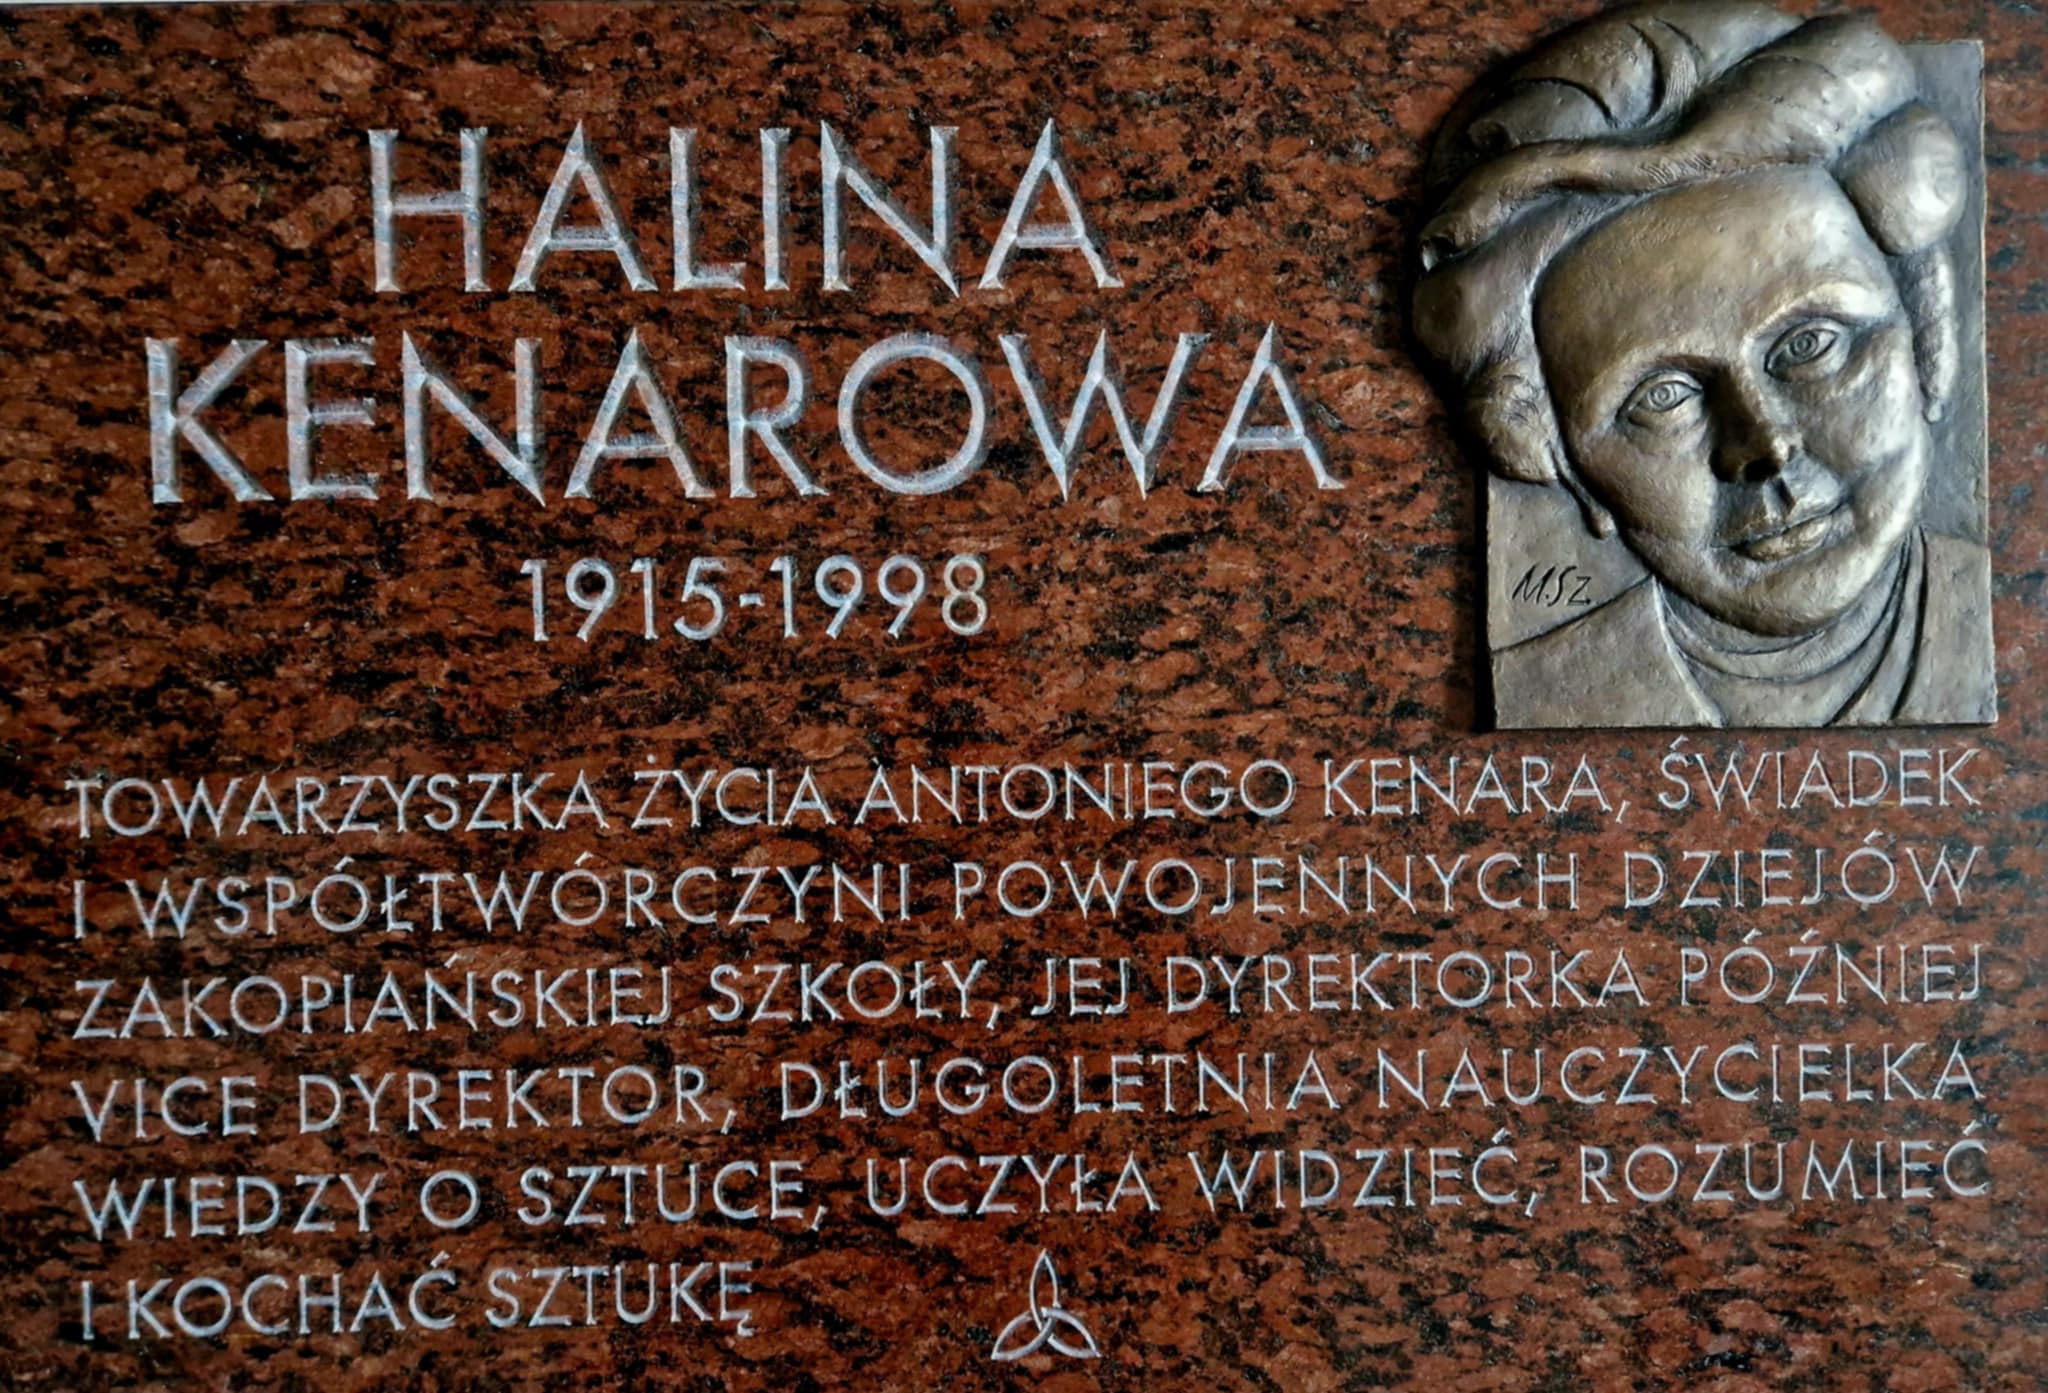 HALINA
KENAROWA
1915-1998
M.Sz.
TOWARZYSZKA ŻYCIA ANTONIEGO KENARA, ŚWIADEK
I WSPÓŁTWÓRCZYNI POWOJENNYCH DZIEJÓW
ZAKOPIAŃSKIEJ SZKOŁY, JEJ DYREKTORKA PÓŹNIEJ
VICE DYREKTOR, DŁUGOLETNIA NAUCZYCIELKA
WIEDZY O SZTUCE, UCZYŁA WIDZIEĆ, ROZUMIEĆ
I KOCHAĆ SZTUKĘ